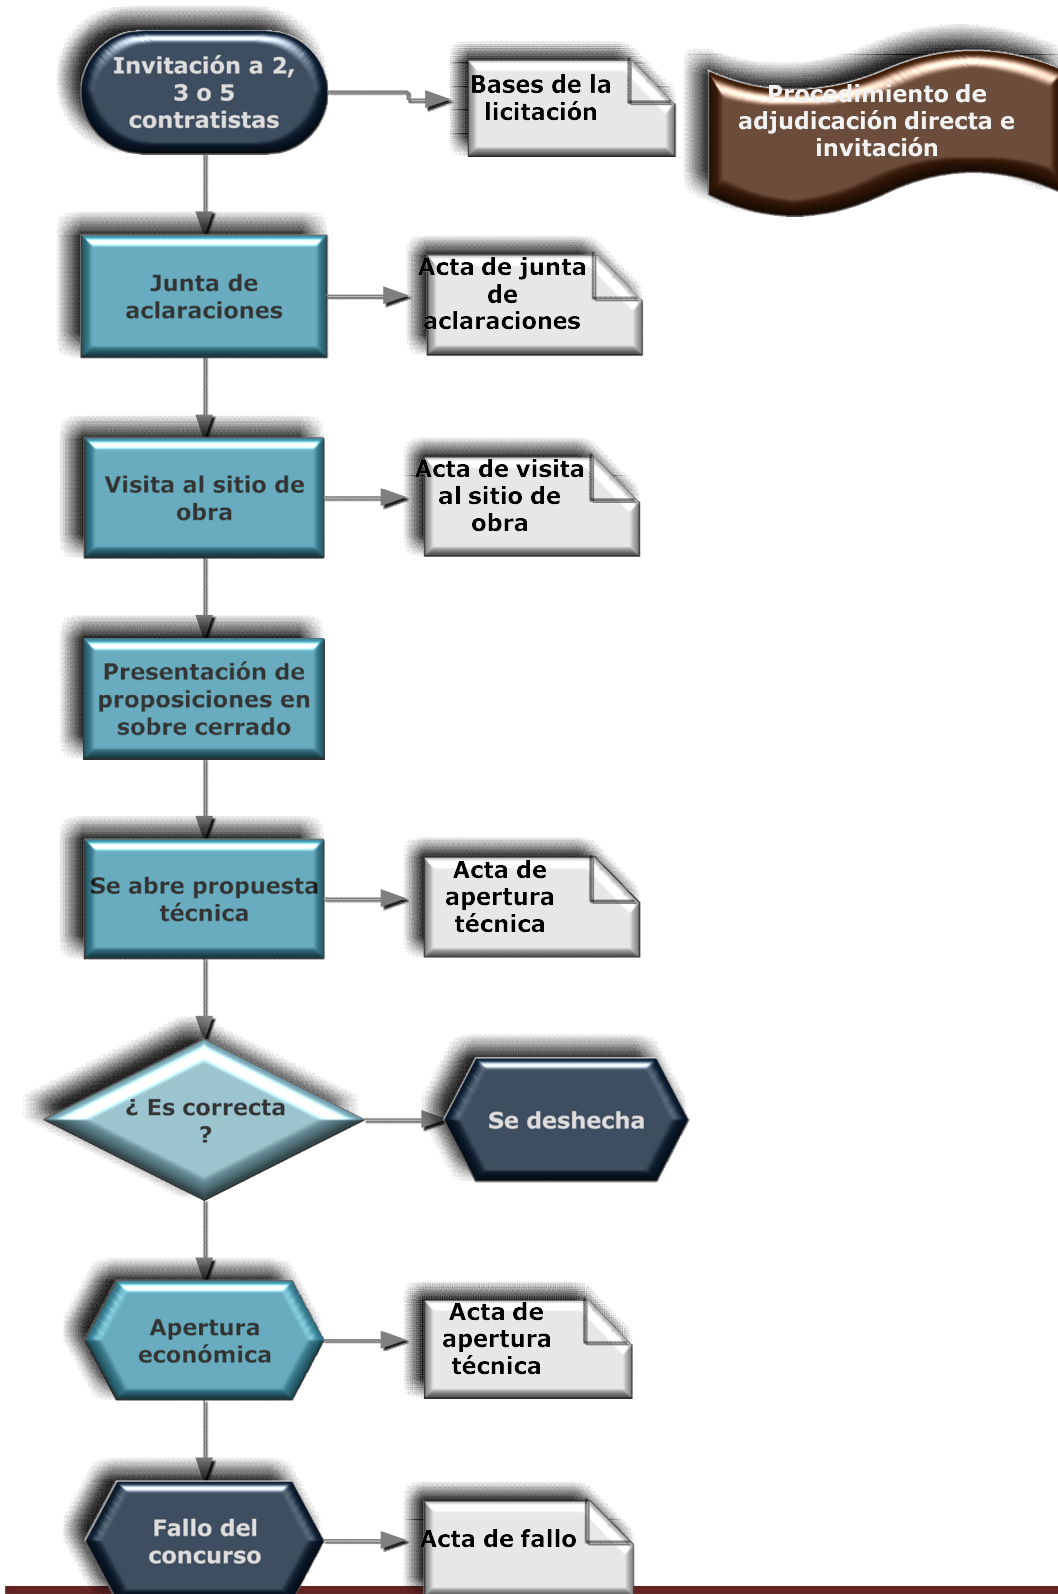 Invitación a 2,
3 o 5
contratistas
Bases de la
licitación
Procedimiento de
adjudicación directa e
invitación
Junta de
aclaraciones
Acta de junta
de
aclaraciones
Visita al sitio de
obra
Acta de visita
al sitio de
obra
Presentación de
proposiciones en
sobre cerrado
Se abre propuesta
técnica
Acta de
apertura
técnica
¿ Es correcta
?
Se deshecha
Apertura
económica
Acta de
apertura
técnica
Fallo del
concurso
Acta de fallo